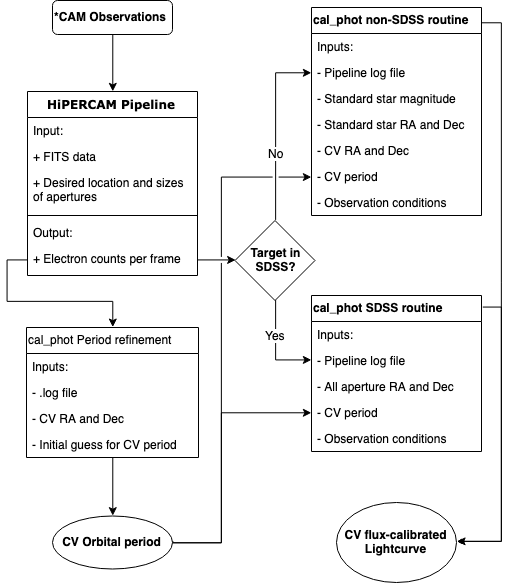 *CAM Observations
HiPERCAM Pipeline
Input:
+ FITS data
+ Desired location and sizes
of apertures
Output:
+ Electron counts per frame
cal_phot Period refinement
Inputs:
- .log file
- CV RA and Dec
- Initial guess for CV period
CV Orbital period
Target in
SDSS?
No
Yes
cal_phot non-SDSS routine
Inputs:
- Pipeline log file
- Standard star magnitude
- Standard star RA and Dec
- CV RA and Dec
- CV period
- Observation conditions
cal_phot SDSS routine
Inputs:
- Pipeline log file
- All aperture RA and Dec
- CV period
- Observation conditions
CV flux-calibrated
Lightcurve